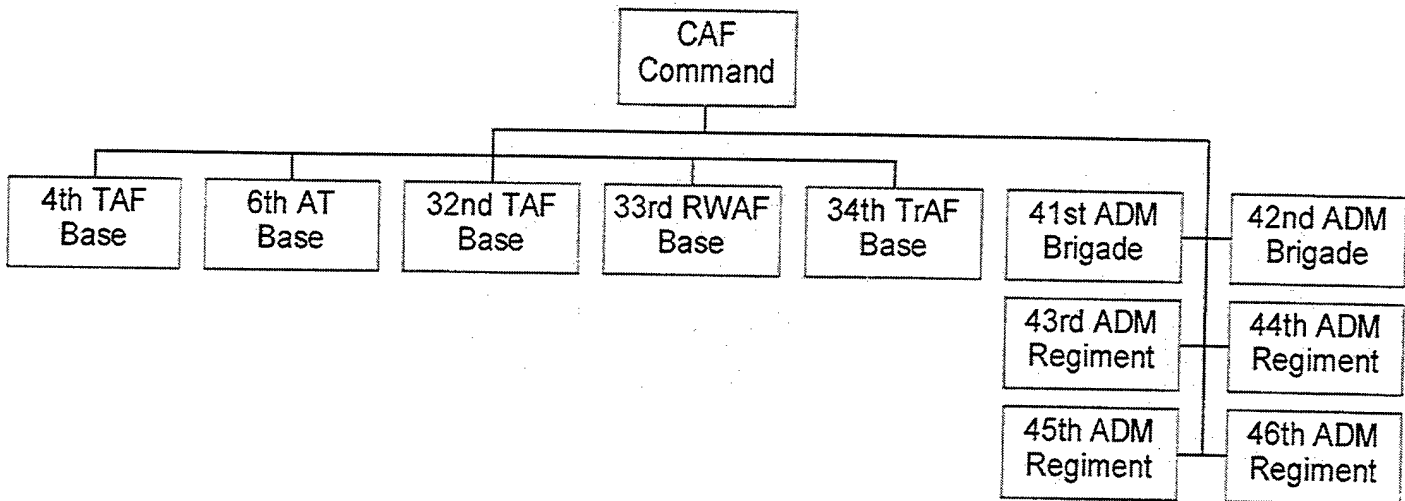 CAF
Command
4th TAF
Base
6th AT
Base
32nd TAF
Base
33rd RWAF
Base
34th TrAF
Base
41st ADM
Brigade
42nd ADM
Brigade
43rd ADM
Regiment
44th ADM
Regiment
45th ADM
Regiment
46th ADM
Regiment